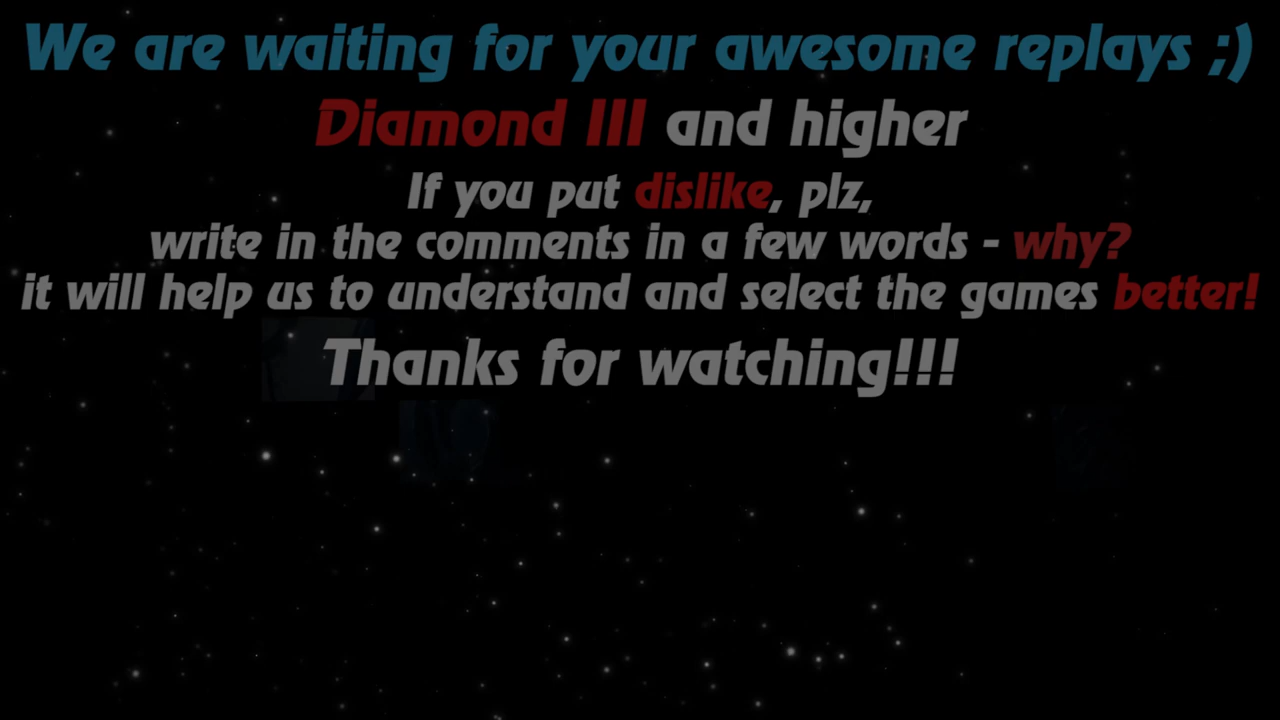 We are waiting for your awesome replays ;)
Diamond III and higher
If you put dislike, plz,
write in the comments in a few words - why?
it will help us to understand and select the games better!
Thanks for watching!!!